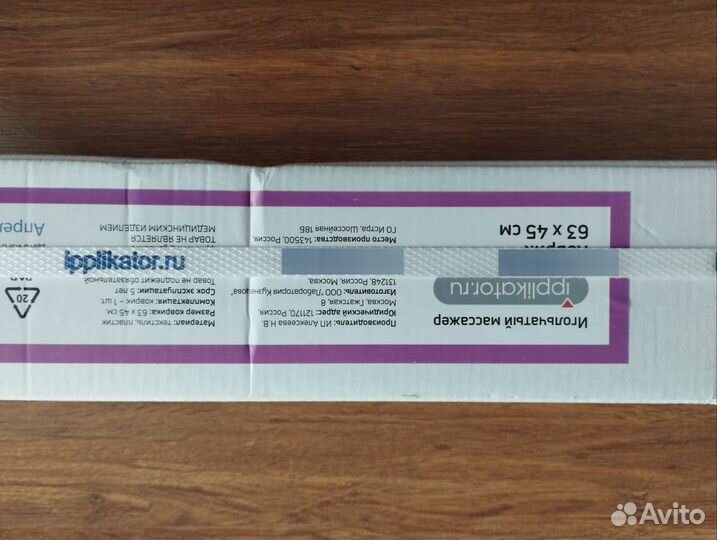 Игольчатый массажер
ipplikator.ru
63 x 45 см
Производитель: ИП Алексеева Н.В.
Юридический адрес: 121170, Россия,
Москва, Гжатская, 8
Изготовитель: ООО "Лаборатория Кузнецова"
131248, Россия, Москва,
Место производства: 143500, Россия,
ГО Истра, Шоссейная 18Б
Материал: текстиль, пластик
Размер коврика: 63 x 45 см
Комплектация: коврик – 1 шт
Срок эксплуатации: 5 лет
Товар не подлежит обязательной
ТОВАР НЕ ЯВЛЯЕТСЯ
МЕДИЦИНСКИМ ИЗДЕЛИЕМ
20
PAP
Апрел
ipplikator.ru
Avito